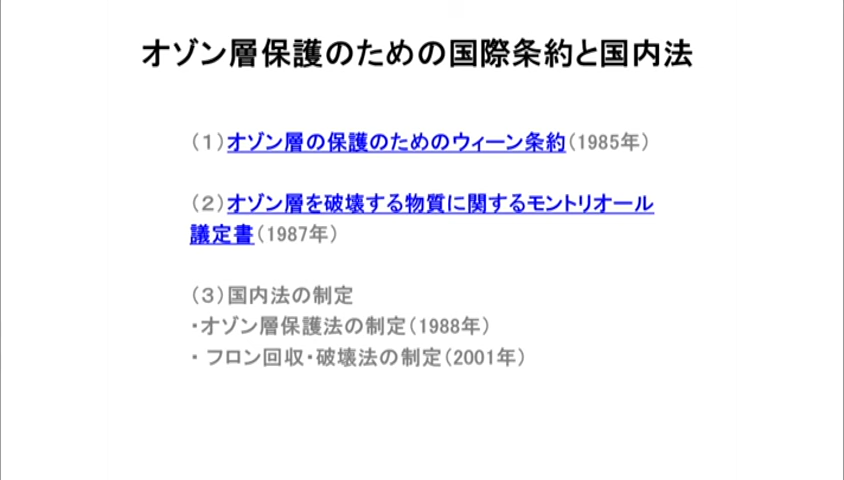 オゾン層保護のための国際条約と国内法
（１）オゾン層の保護のためのウィーン条約（1985年）
（２）オゾン層を破壊する物質に関するモントリオール
議定書（1987年）
（３）国内法の制定
・オゾン層保護法の制定（1988年）
・ フロン回収・破壊法の制定（2001年）